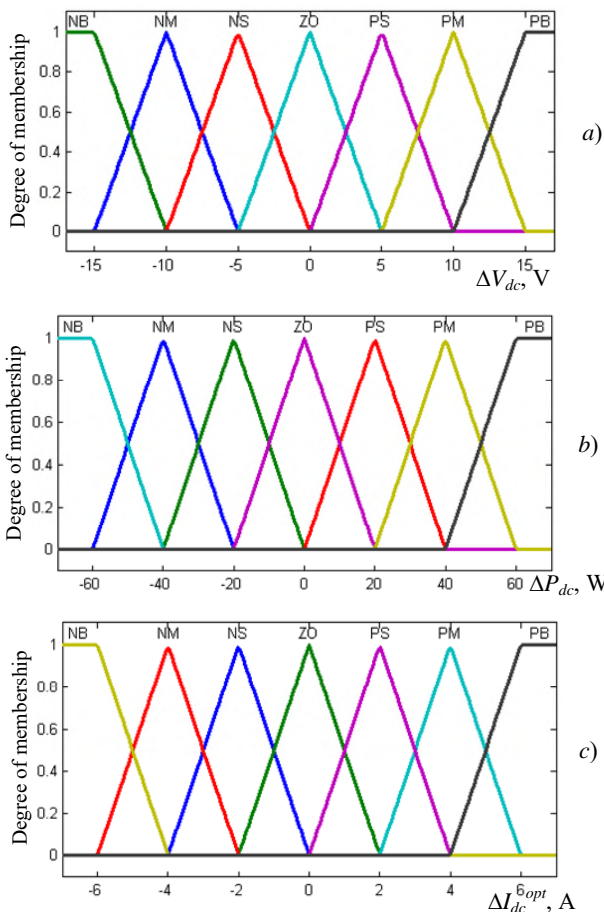 NB NM NS ZO PS PM PB
1
0.8
0.6
0.4
0.2
0
Degree of membership
a)
-15 -10 -5 0 5 10 15
ΔV_dc, V
NB NM NS ZO PS PM PB
1
0.8
0.6
0.4
0.2
0
Degree of membership
b)
-60 -40 -20 0 20 40 60
ΔP_dc, W
NB NM NS ZO PS PM PB
1
0.8
0.6
0.4
0.2
0
Degree of membership
c)
-6 -4 -2 0 2 4 6
ΔI_dc^opt, A